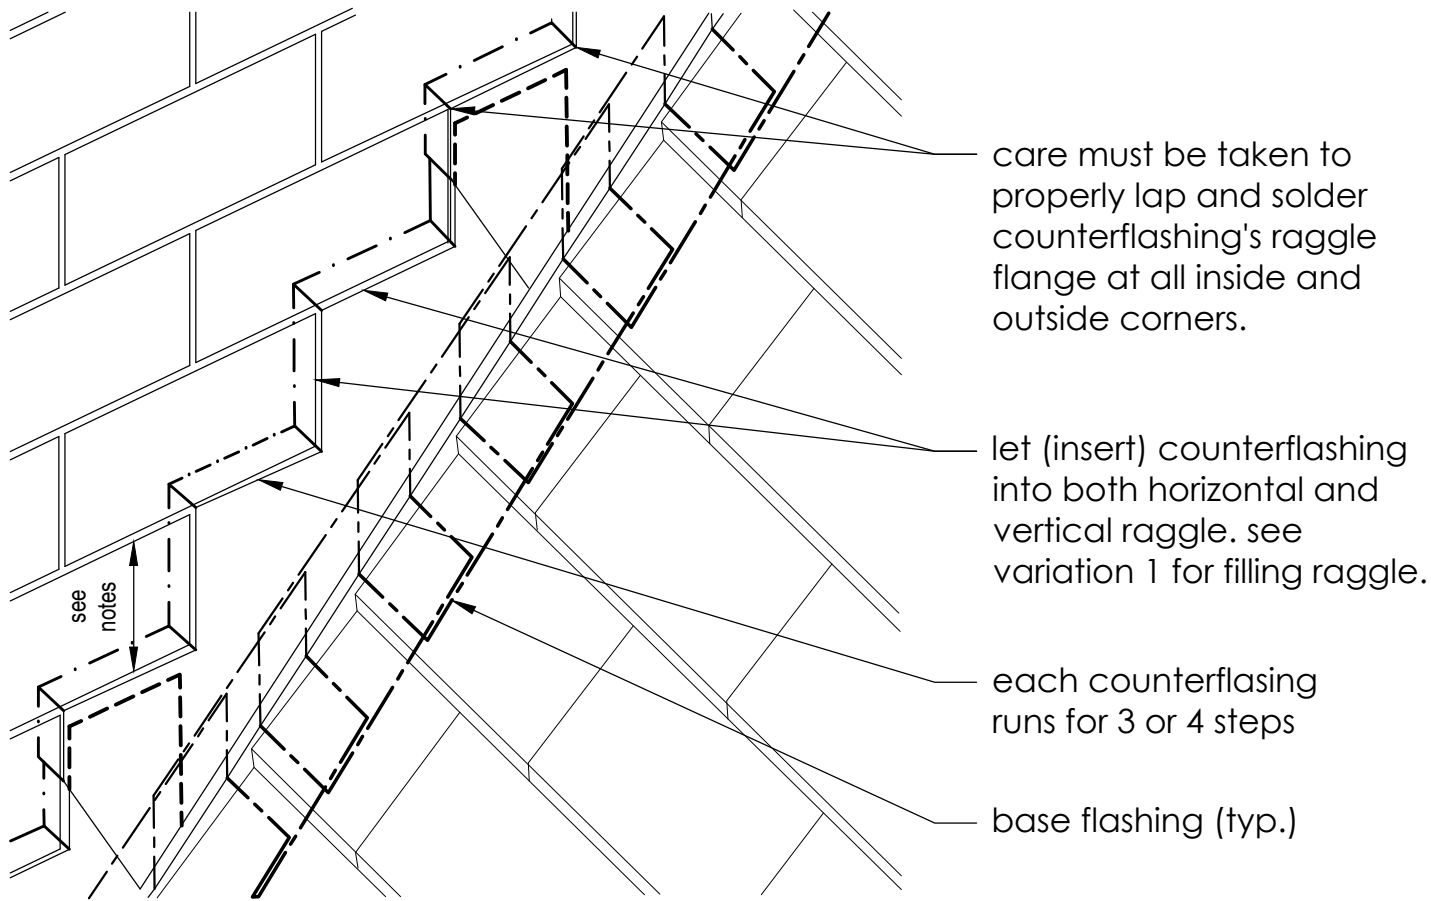 care must be taken to
properly lap and solder
counterflashing's raggle
flange at all inside and
outside corners.
let (insert) counterflashing
into both horizontal and
vertical raggle. see
variation 1 for filling raggle.
see
notes
each counterflasing
runs for 3 or 4 steps
base flashing (typ.)